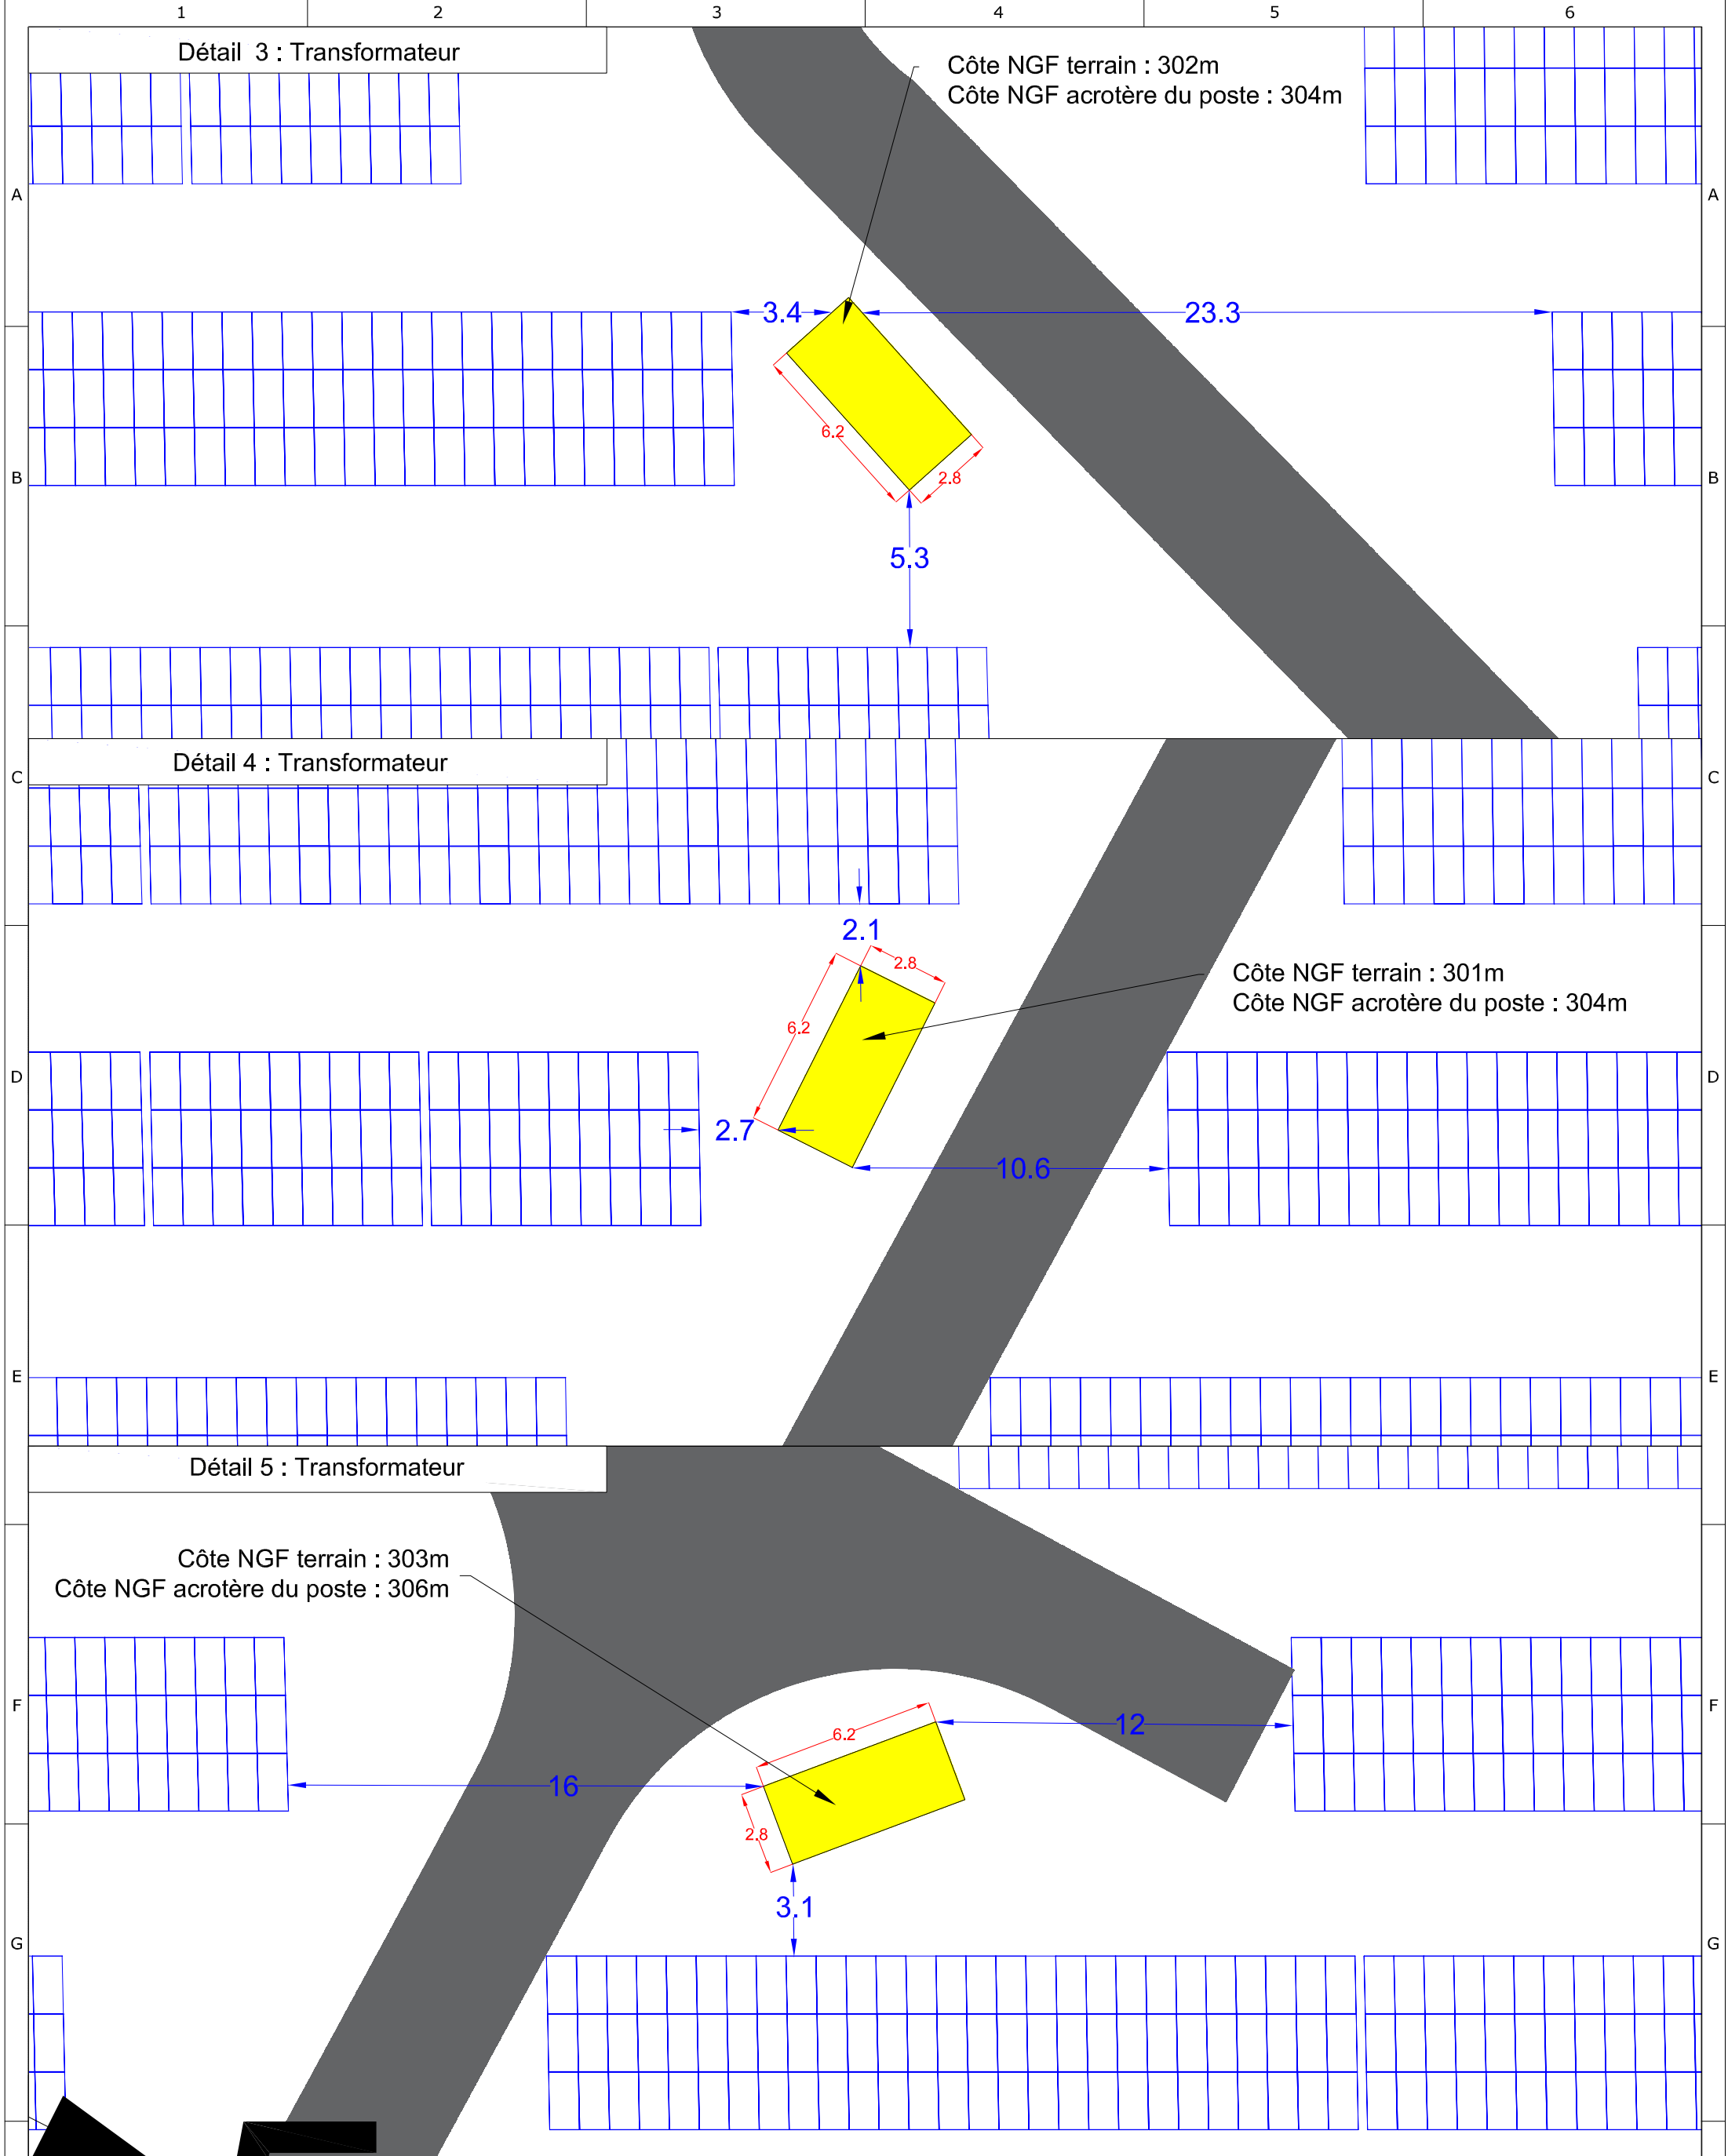 1 2 3 4 5 6
Détail 3 : Transformateur
Côte NGF terrain : 302m
Côte NGF acrotère du poste : 304m
A A
3.4 23.3
6.2
2.8
B B
5.3
Détail 4 : Transformateur
C C
2.1
2.8
Côte NGF terrain : 301m
Côte NGF acrotère du poste : 304m
6.2
D D
2.7
10.6
E E
Détail 5 : Transformateur
Côte NGF terrain : 303m
Côte NGF acrotère du poste : 306m
F F
12
6.2
16
2.8
3.1
G G